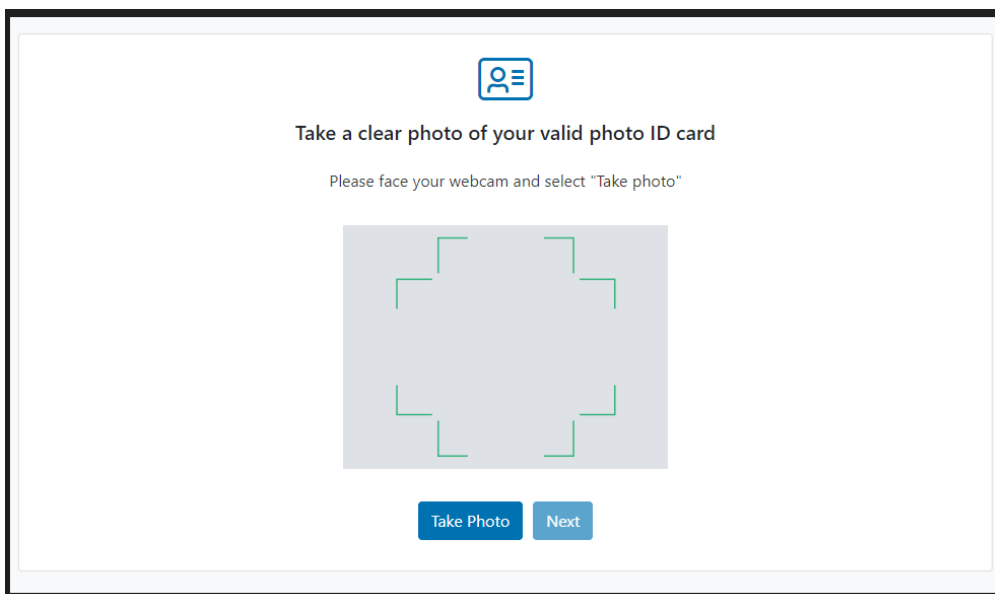 Take a clear photo of your valid photo ID card
Please face your webcam and select "Take photo"
Take Photo
Next